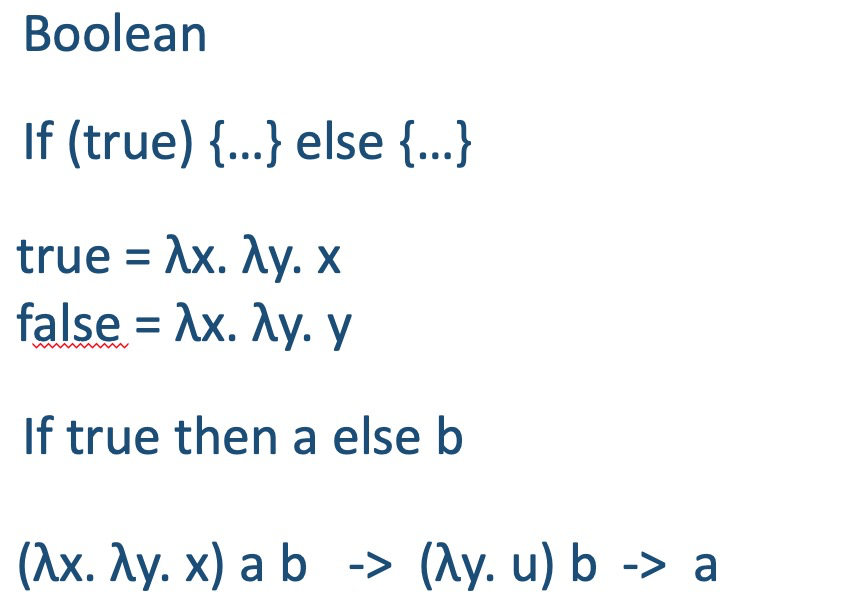 Boolean
If (true) {...} else {...}
true = λx. λy. x
false = λx. λy. y
If true then a else b
(λx. λy. x) a b -> (λy. u) b -> a